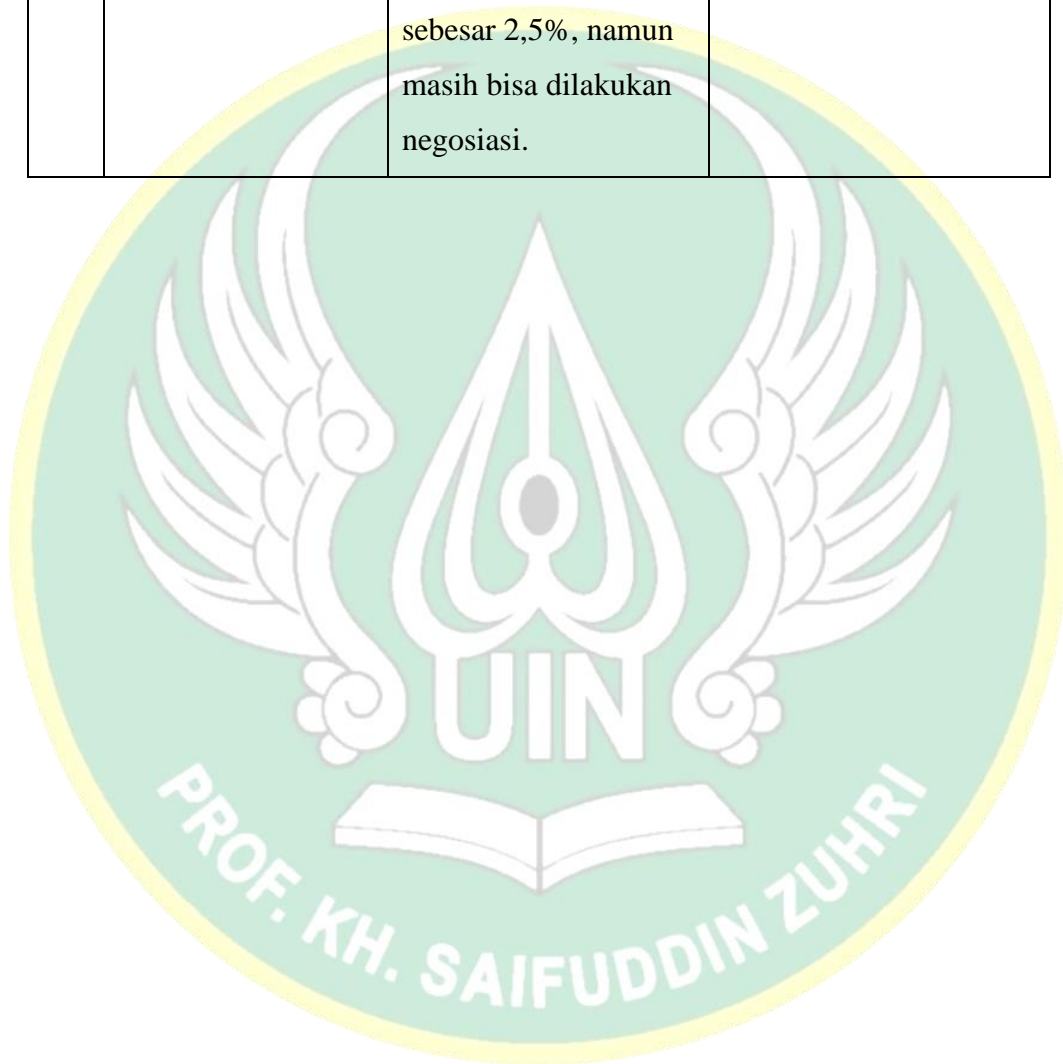 sebesar 2,5%, namun
masih bisa dilakukan
negosiasi.
UIN
PROF. KH. SAIFUDDIN ZUHRI